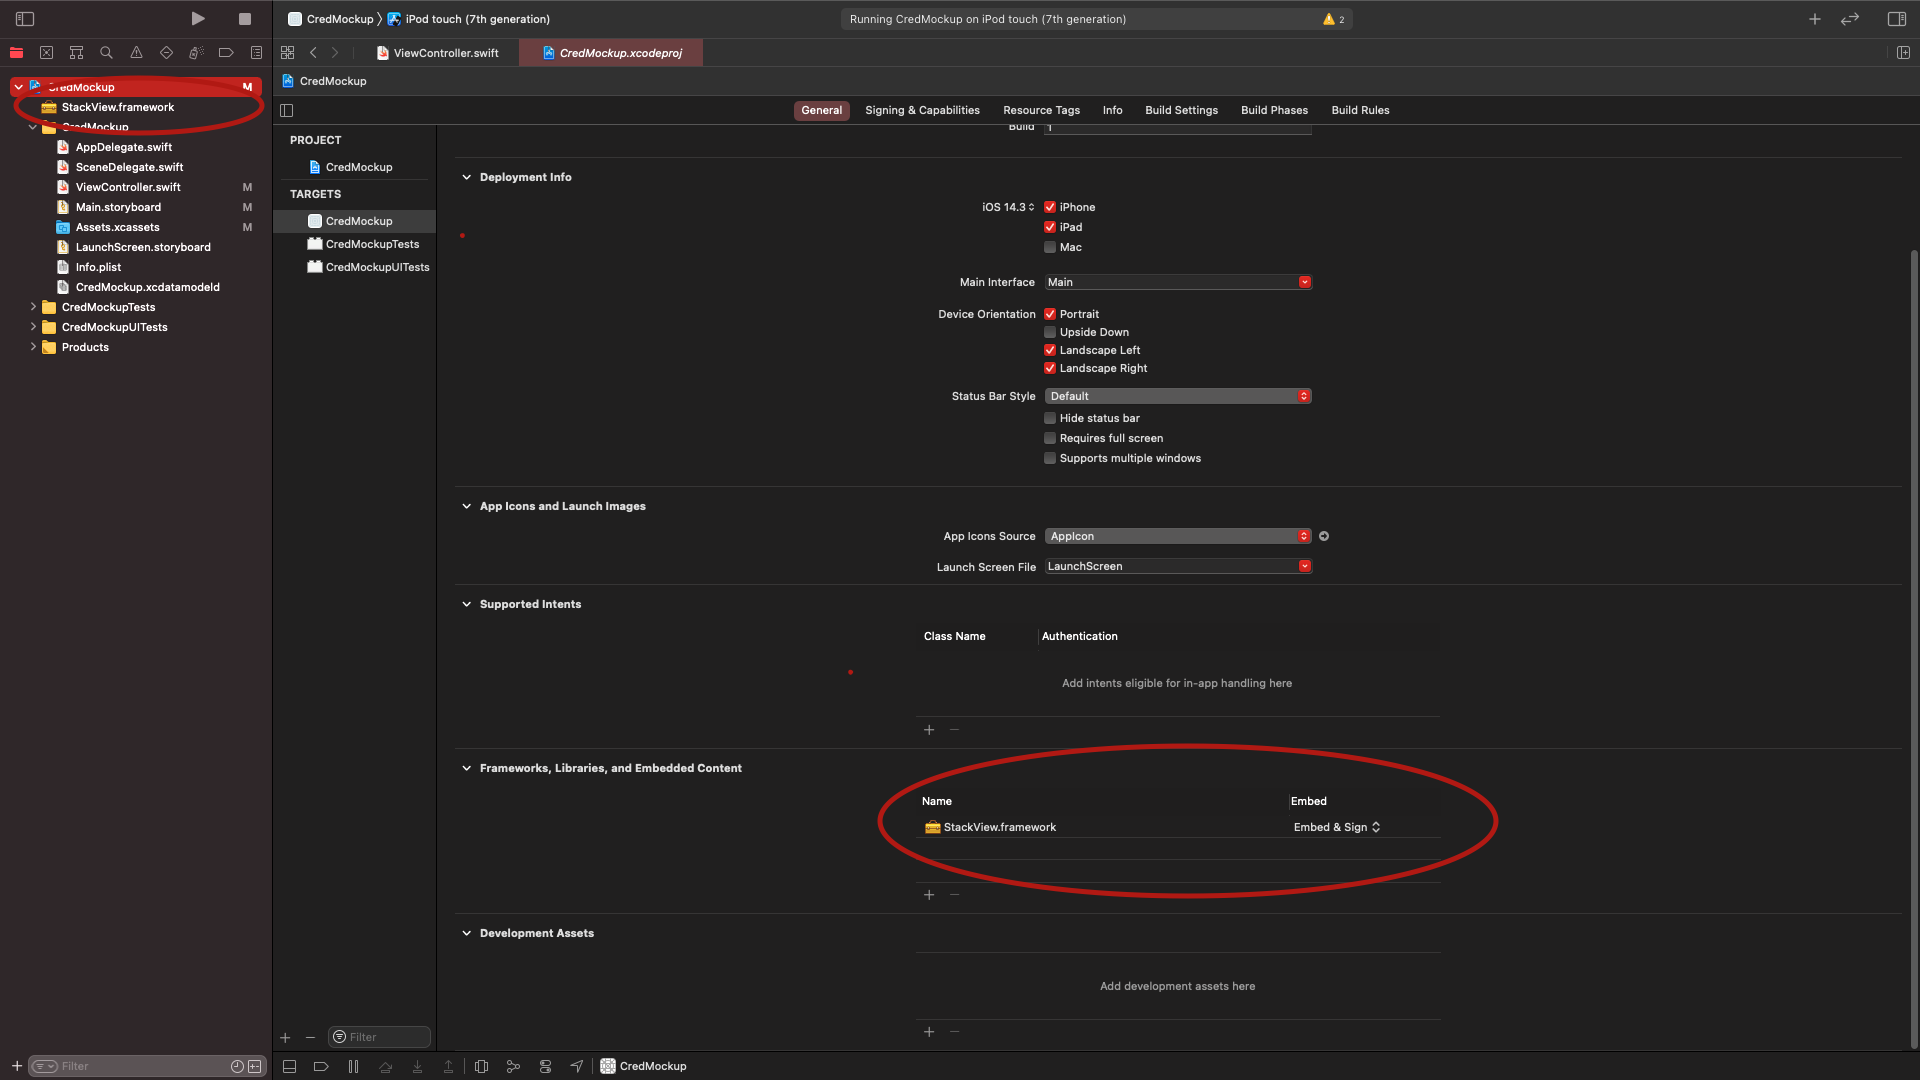 CredMockup 〉 iPod touch (7th generation)
Running CredMockup on iPod touch (7th generation)
2
ViewController.swift
CredMockup.xcodeproj
CredMockup M
CredMockup
StackView.framework
General Signing & Capabilities Resource Tags Info Build Settings Build Phases Build Rules
CredMockup
AppDelegate.swift
SceneDelegate.swift
ViewController.swift M
Main.storyboard M
Assets.xcassets M
LaunchScreen.storyboard
Info.plist
CredMockup.xcdatamodeld
CredMockupTests
CredMockupUITests
Products
Filter
PROJECT
CredMockup
TARGETS
CredMockup
CredMockupTests
CredMockupUITests
Filter
Build 1
Deployment Info
iOS 14.3 iPhone
iPad
Mac
Main Interface Main
Device Orientation Portrait
Upside Down
Landscape Left
Landscape Right
Status Bar Style Default
Hide status bar
Requires full screen
Supports multiple windows
App Icons and Launch Images
App Icons Source AppIcon
Launch Screen File LaunchScreen
Supported Intents
Class Name Authentication
Add intents eligible for in-app handling here
Frameworks, Libraries, and Embedded Content
Name Embed
StackView.framework Embed & Sign
Development Assets
Add development assets here
CredMockup